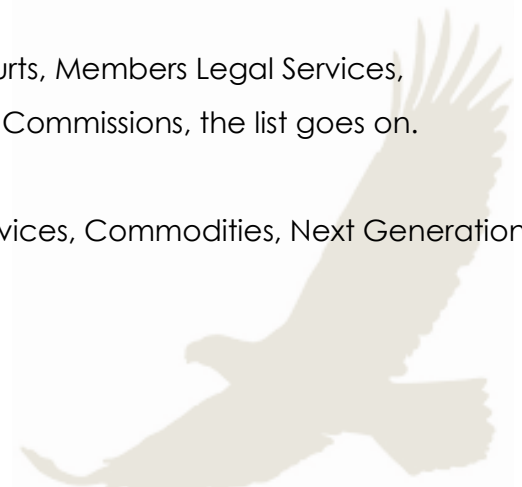 urts, Members Legal Services,
Commissions, the list goes on.
vices, Commodities, Next Generation